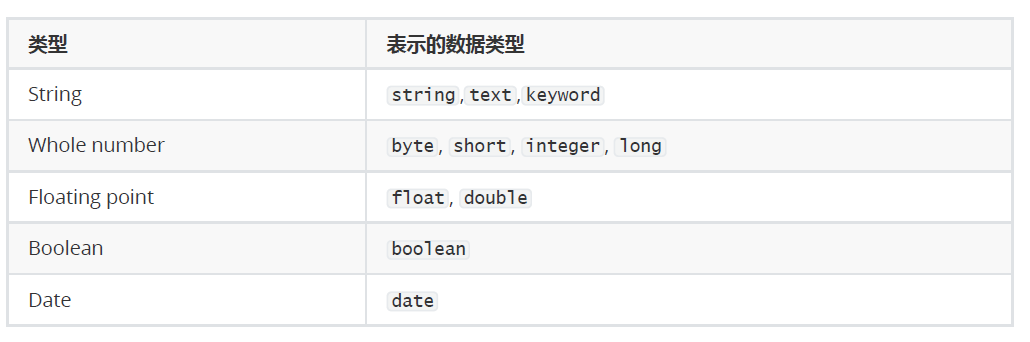 类型 表示的数据类型
String string,text,keyword
Whole number byte, short, integer, long
Floating point float, double
Boolean boolean
Date date